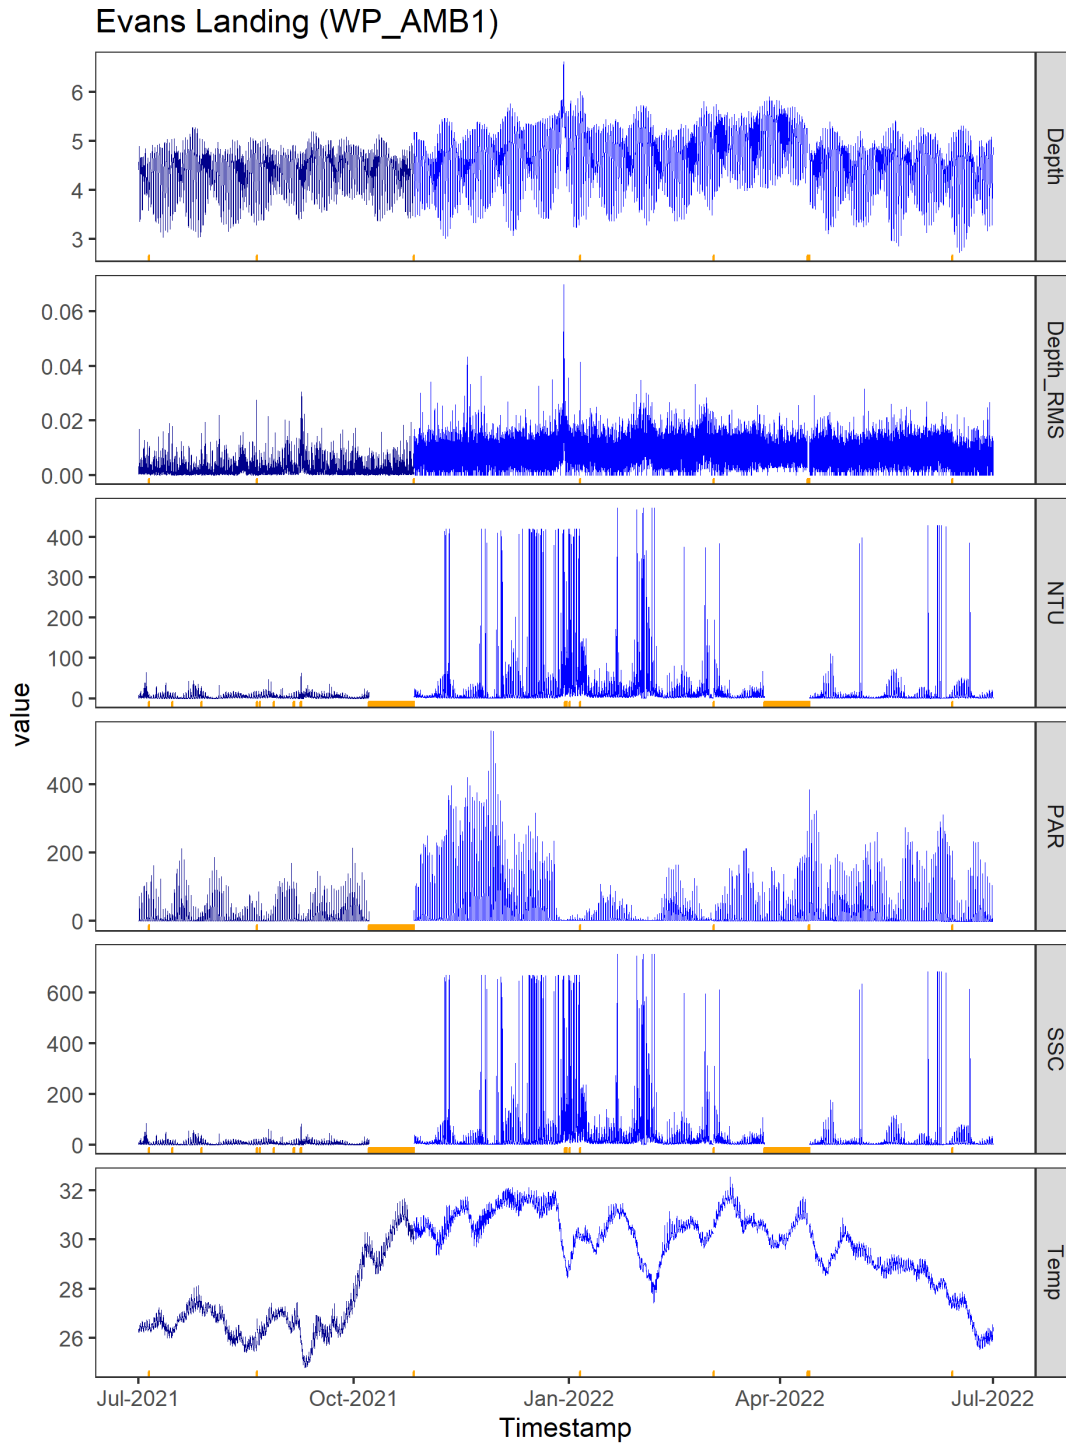 Evans Landing (WP_AMB1)
6
5
4
3
Depth
0.06
0.04
0.02
0.00
Depth_RMS
400
300
200
100
0
NTU
400
200
0
PAR
600
400
200
0
SSC
32
30
28
26
Temp
value
Jul-2021 Oct-2021 Jan-2022 Apr-2022 Jul-2022
Timestamp